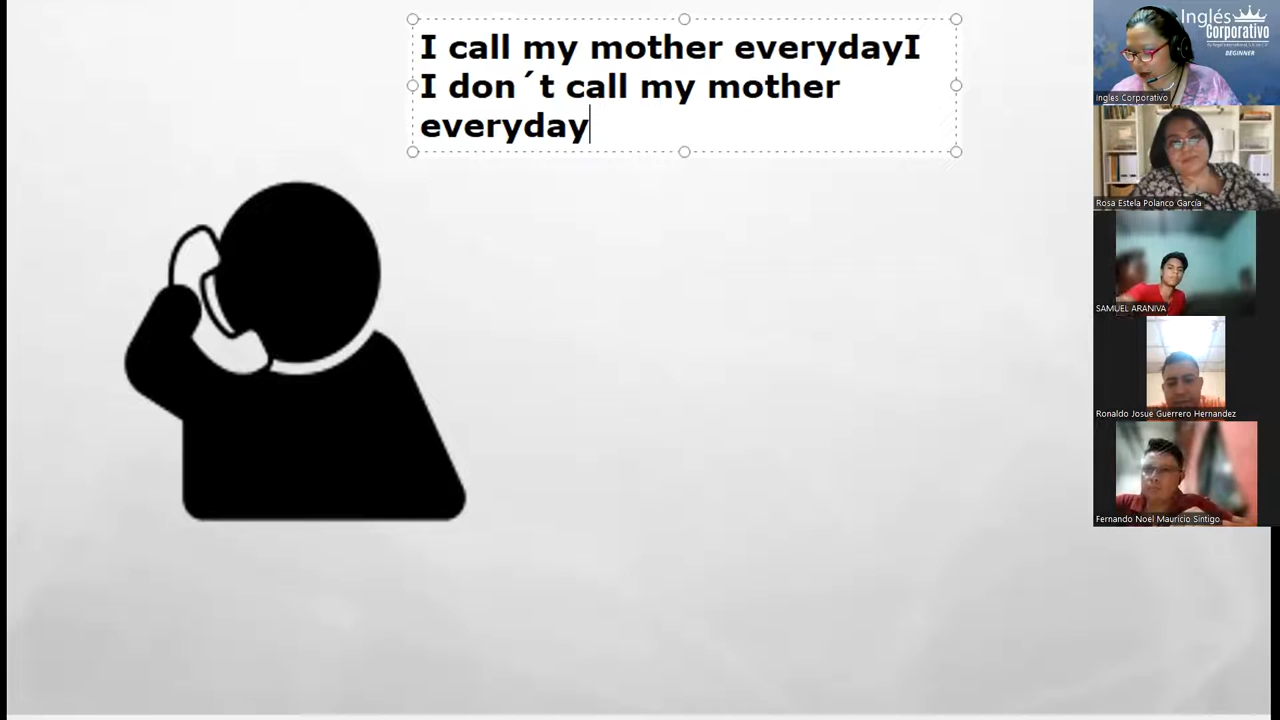 I call my mother everydayI
I don´t call my mother
everyday
Inglés
Corporativo
BEGINNER
Ingles Corporativo
Rosa Estela Polanco García
SAMUEL ARANIVA
Ronaldo Josue Guerrero Hernandez
Fernando Noel Mauricio Sintigo